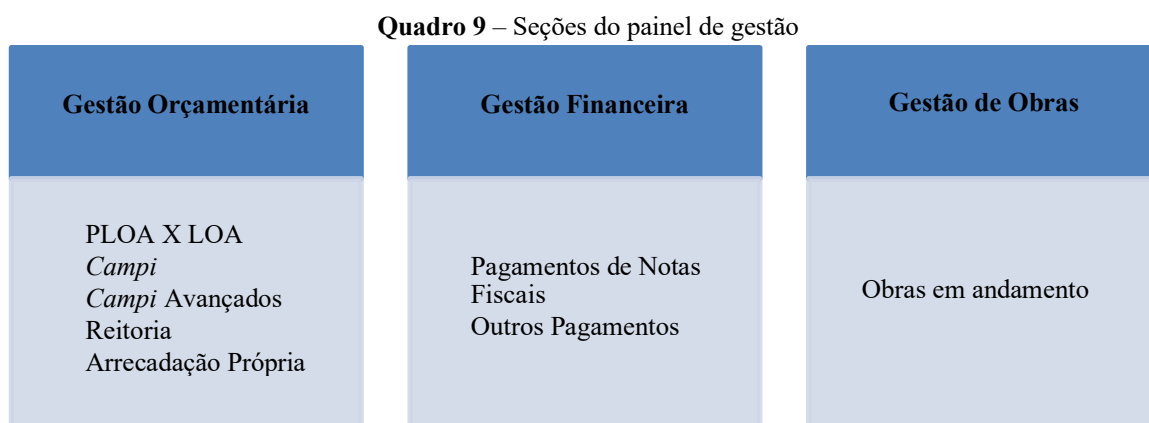 Quadro 9 – Seções do painel de gestão
Gestão Orçamentária
PLOA X LOA
Campi
Campi Avançados
Reitoria
Arrecadação Própria
Gestão Financeira
Pagamentos de Notas
Fiscais
Outros Pagamentos
Gestão de Obras
Obras em andamento